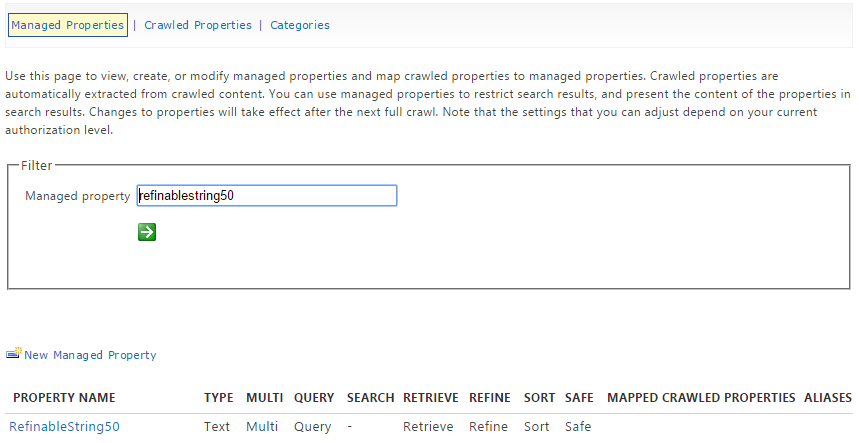 Managed Properties | Crawled Properties | Categories
Use this page to view, create, or modify managed properties and map crawled properties to managed properties. Crawled properties are
automatically extracted from crawled content. You can use managed properties to restrict search results, and present the content of the properties in
search results. Changes to properties will take effect after the next full crawl. Note that the settings that you can adjust depend on your current
authorization level.
Filter
Managed property refinablestring50
New Managed Property
PROPERTY NAME TYPE MULTI QUERY SEARCH RETRIEVE REFINE SORT SAFE MAPPED CRAWLED PROPERTIES ALIASES
RefinableString50 Text Multi Query - Retrieve Refine Sort Safe